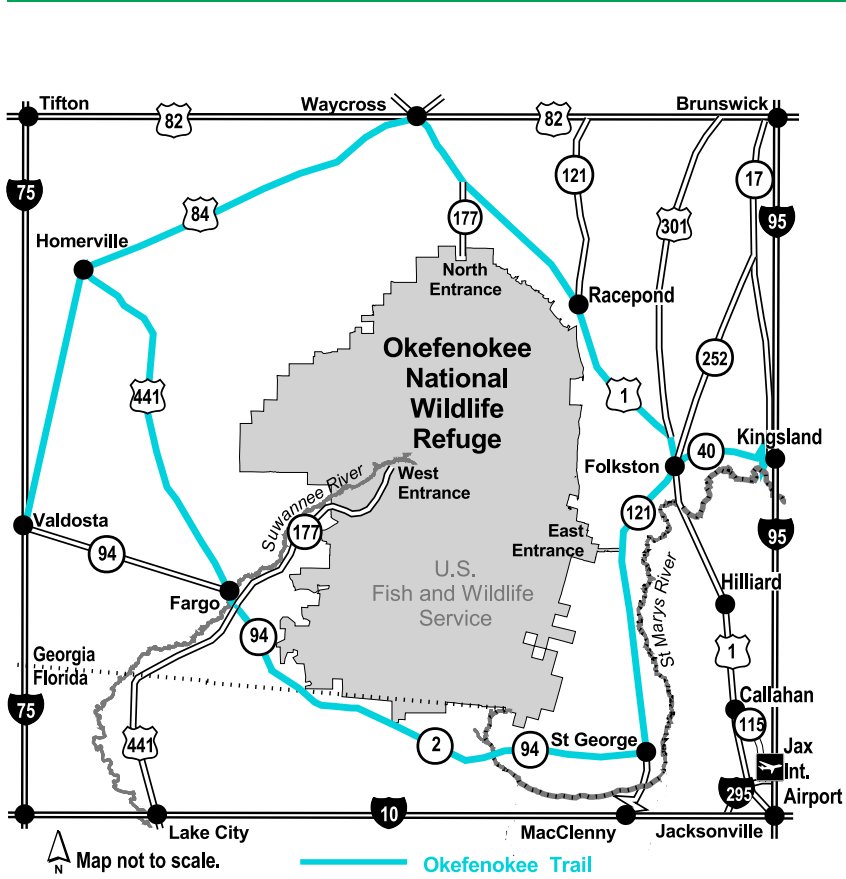 Tifton
Waycross
Brunswick
82
82
121
17
75
177
301
95
84
Homerville
North
Entrance
Racepond
Okefenokee
National
Wildlife
Refuge
252
441
1
Kingsland
40
Folkston
West
Entrance
Suwannee River
Valdosta
177
121
95
94
East
Entrance
U.S.
Fish and Wildlife
Service
St Marys River
Hilliard
Fargo
94
1
Georgia
Florida
75
Callahan
115
441
2
94
St George
Jax
Int.
Airport
295
10
Lake City
MacClenny
Jacksonville
N
Map not to scale.
Okefenokee Trail